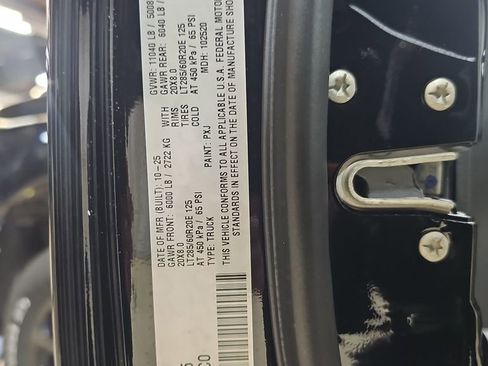 DATE OF MFR (BUILT): 10-25 GVWR: 11040 LB / 5008
GAWR FRONT: 6000 LB / 2722 KG WITH GAWR REAR: 6040 LB /
20X8.0 RIMS 20X8.0
LT285/60R20E 125 TIRES LT285/60R20E 125
AT 450 kPa / 65 PSI COLD AT 450 kPa / 65 PSI
TYPE: TRUCK PAINT: PXJ MDH: 102520
THIS VEHICLE CONFORMS TO ALL APPLICABLE U.S.A. FEDERAL MOTOR
STANDARDS IN EFFECT ON THE DATE OF MANUFACTURE SHO